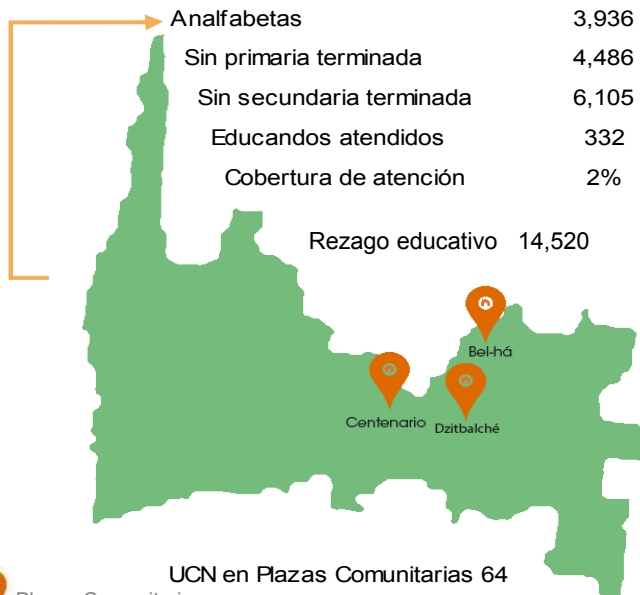 Analfabetas 3,936
Sin primaria terminada 4,486
Sin secundaria terminada 6,105
Educandos atendidos 332
Cobertura de atención 2%
Rezago educativo 14,520
Bel-há
Centenario
Dzitbalché
UCN en Plazas Comunitarias 64